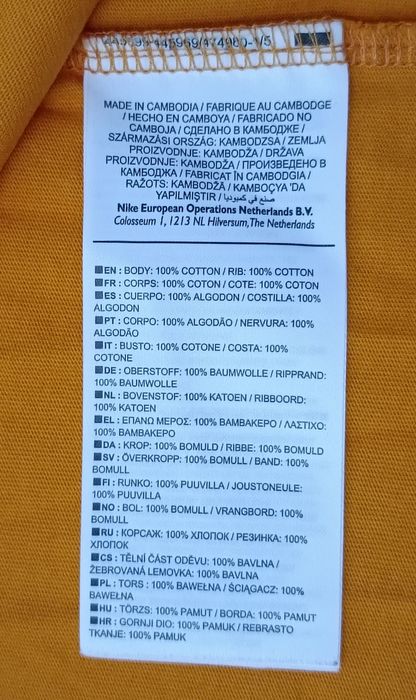 MADE IN CAMBODIA / FABRIQUE AU CAMBODGE
/ HECHO EN CAMBOYA / FABRICADO NO
CAMBOJA / СДЕЛАНО В КАМБОДЖЕ /
SZÁRMAZÁSI ORSZÁG: KAMBODZSA / ZEMLJA
PROIZVODNJE: KAMBODŽA / DRŽAVA
PROIZVODNJE: KAMBODŽA / ПРОИЗВЕДЕНО В
КАМБОДЖА / FABRICAT ÎN CAMBODGIA /
RAŽOTS: KAMBODŽĀ / KAMBOÇYA 'DA
YAPILMIŞTIR / صنع في كمبوديا
Nike European Operations Netherlands B.V.
Colosseum 1, 1213 NL Hilversum, The Netherlands
EN : BODY: 100% COTTON / RIB: 100% COTTON
FR : CORPS: 100% COTON / COTE: 100% COTON
ES : CUERPO: 100% ALGODON / COSTILLA: 100%
ALGODON
PT : CORPO: 100% ALGODÃO / NERVURA: 100%
ALGODÃO
IT : BUSTO: 100% COTONE / COSTA: 100%
COTONE
DE : OBERSTOFF: 100% BAUMWOLLE / RIPPRAND:
100% BAUMWOLLE
NL : BOVENSTOF: 100% KATOEN / RIBBOORD:
100% KATOEN
EL : ΕΠΑΝΩ ΜΕΡΟΣ: 100% ΒΑΜΒΑΚΕΡΟ / ΛΑΣΤΙΧΟ:
100% ΒΑΜΒΑΚΕΡΟ
DA : KROP: 100% BOMULD / RIBBE: 100% BOMULD
SV : ÖVERKROPP: 100% BOMULL / BAND: 100%
BOMULL
FI : RUNKO: 100% PUUVILLA / JOUSTONEULE:
100% PUUVILLA
NO : BOL: 100% BOMULL / VRANGBORD: 100%
BOMULL
RU : КОРСАЖ: 100% ХЛОПОК / РЕЗИНКА: 100%
ХЛОПОК
CS : TĚLNÍ ČÁST ODĚVU: 100% BAVLNA /
ŽEBROVANÁ LEMOVKA: 100% BAVLNA
PL : TORS : 100% BAWEŁNA / ŚCIĄGACZ: 100%
BAWEŁNA
HU : TÖRZS: 100% PAMUT / BORDA: 100% PAMUT
HR : GORNJI DIO: 100% PAMUK / REBRASTO
TKANJE: 100% PAMUK